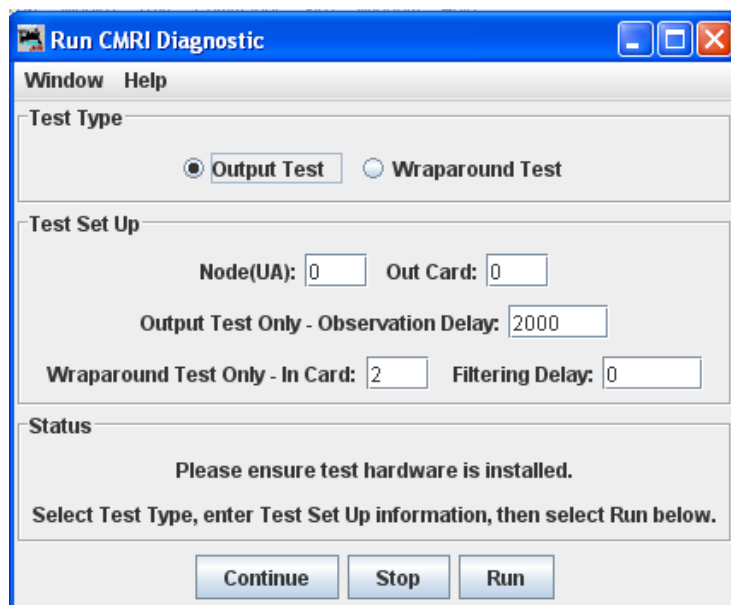 Run CMRI Diagnostic
Window Help
Test Type
Output Test Wraparound Test
Test Set Up
Node(UA): 0 Out Card: 0
Output Test Only - Observation Delay: 2000
Wraparound Test Only - In Card: 2 Filtering Delay: 0
Status
Please ensure test hardware is installed.
Select Test Type, enter Test Set Up information, then select Run below.
Continue Stop Run